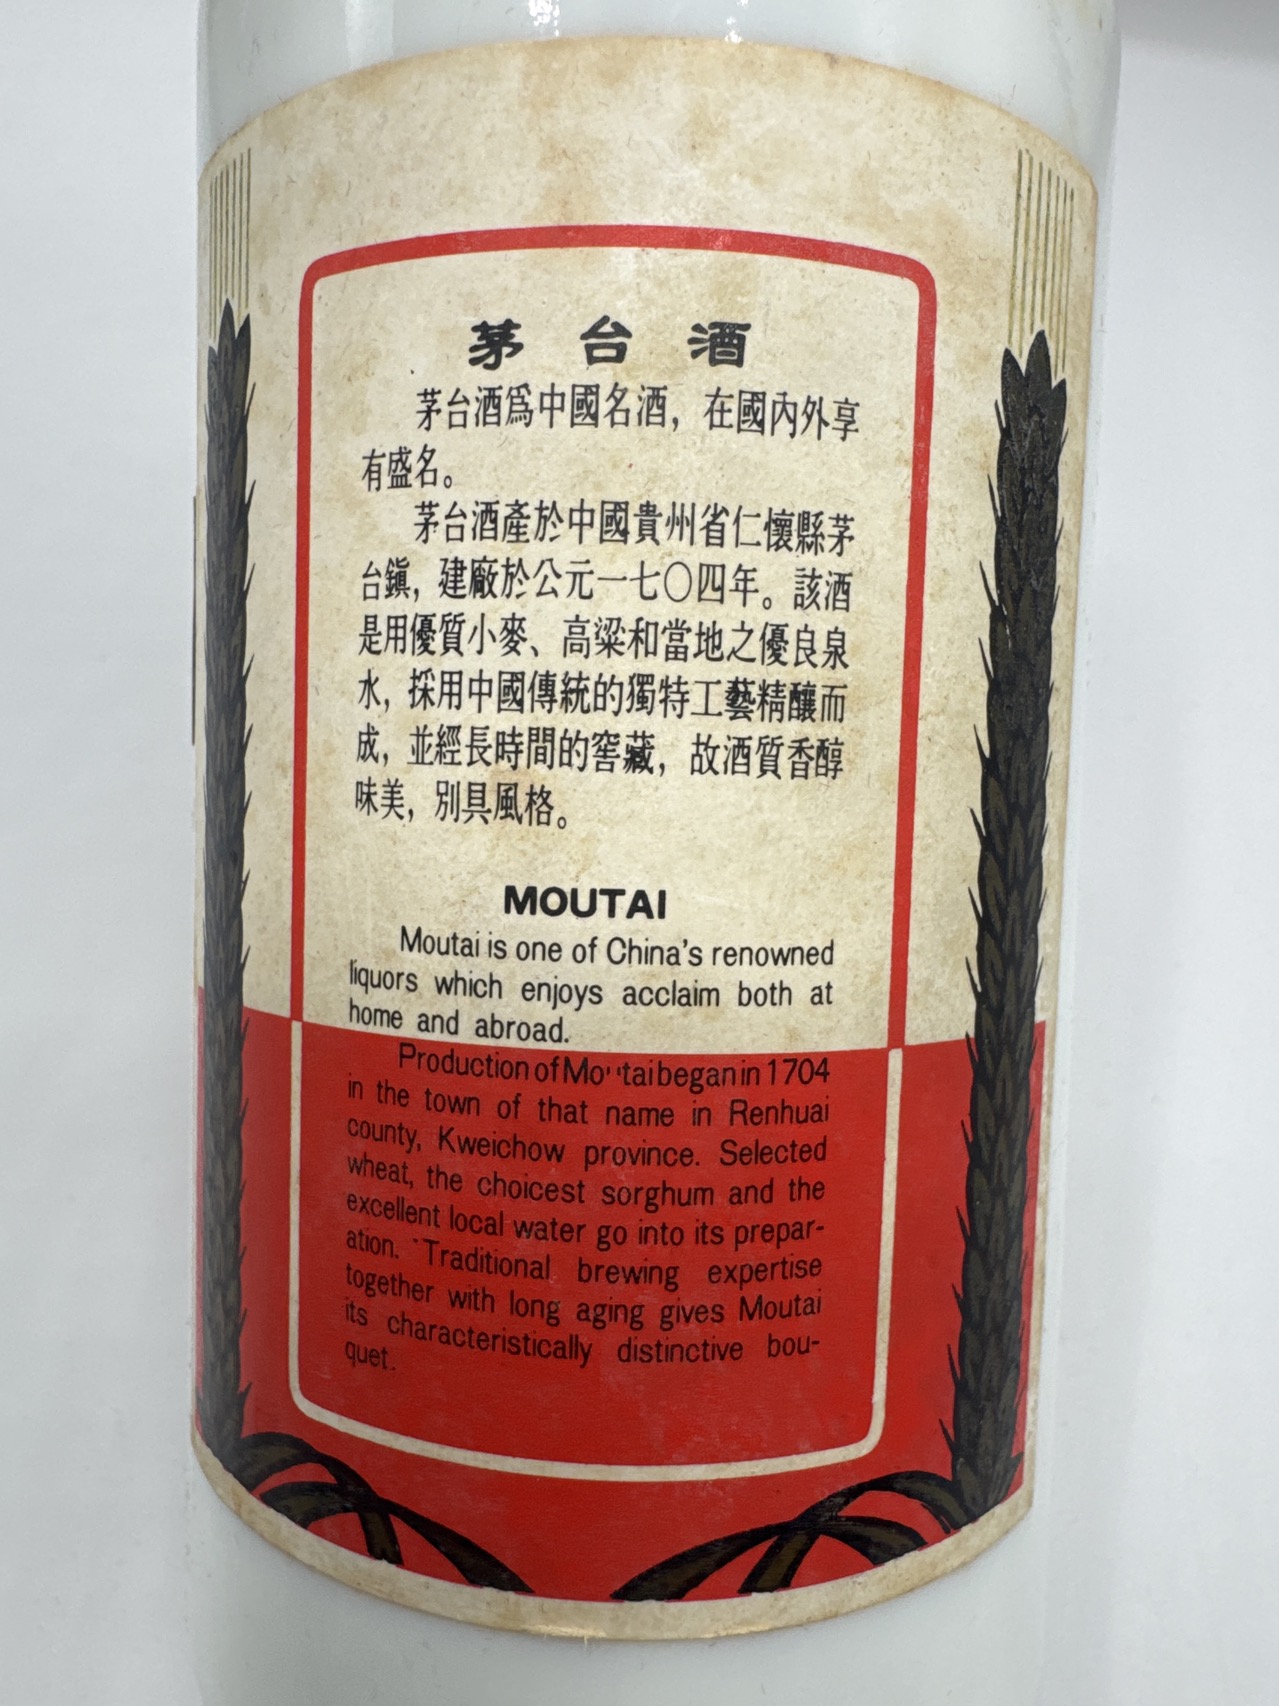 茅台酒
茅台酒爲中國名酒，在國內外享
有盛名。
茅台酒產於中國貴州省仁懷縣茅
台鎮，建廠於公元一七〇四年。該酒
是用優質小麥、高粱和當地之優良泉
水，採用中國傳統的獨特工藝精釀而
成，並經長時間的窖藏，故酒質香醇
味美，別具風格。
MOUTAI
Moutai is one of China's renowned
liquors which enjoys acclaim both at
home and abroad.
Production of Moutai began in 1704
in the town of that name in Renhuai
county, Kweichow province. Selected
wheat, the choicest sorghum and the
excellent local water go into its prepar-
ation. Traditional brewing expertise
together with long aging gives Moutai
its characteristically distinctive bou-
quet.